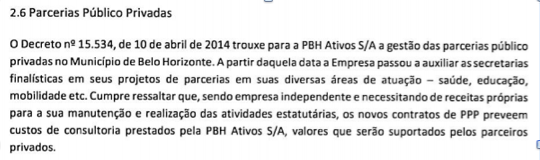 2.6 Parcerias Público Privadas
O Decreto nº 15.534, de 10 de abril de 2014 trouxe para a PBH Ativos S/A a gestão das parcerias público
privadas no Município de Belo Horizonte. A partir daquela data a Empresa passou a auxiliar as secretarias
finalísticas em seus projetos de parcerias em suas diversas áreas de atuação – saúde, educação,
mobilidade etc. Cumpre ressaltar que, sendo empresa independente e necessitando de receitas próprias
para a sua manutenção e realização das atividades estatutárias, os novos contratos de PPP preveem
custos de consultoria prestados pela PBH Ativos S/A, valores que serão suportados pelos parceiros
privados.